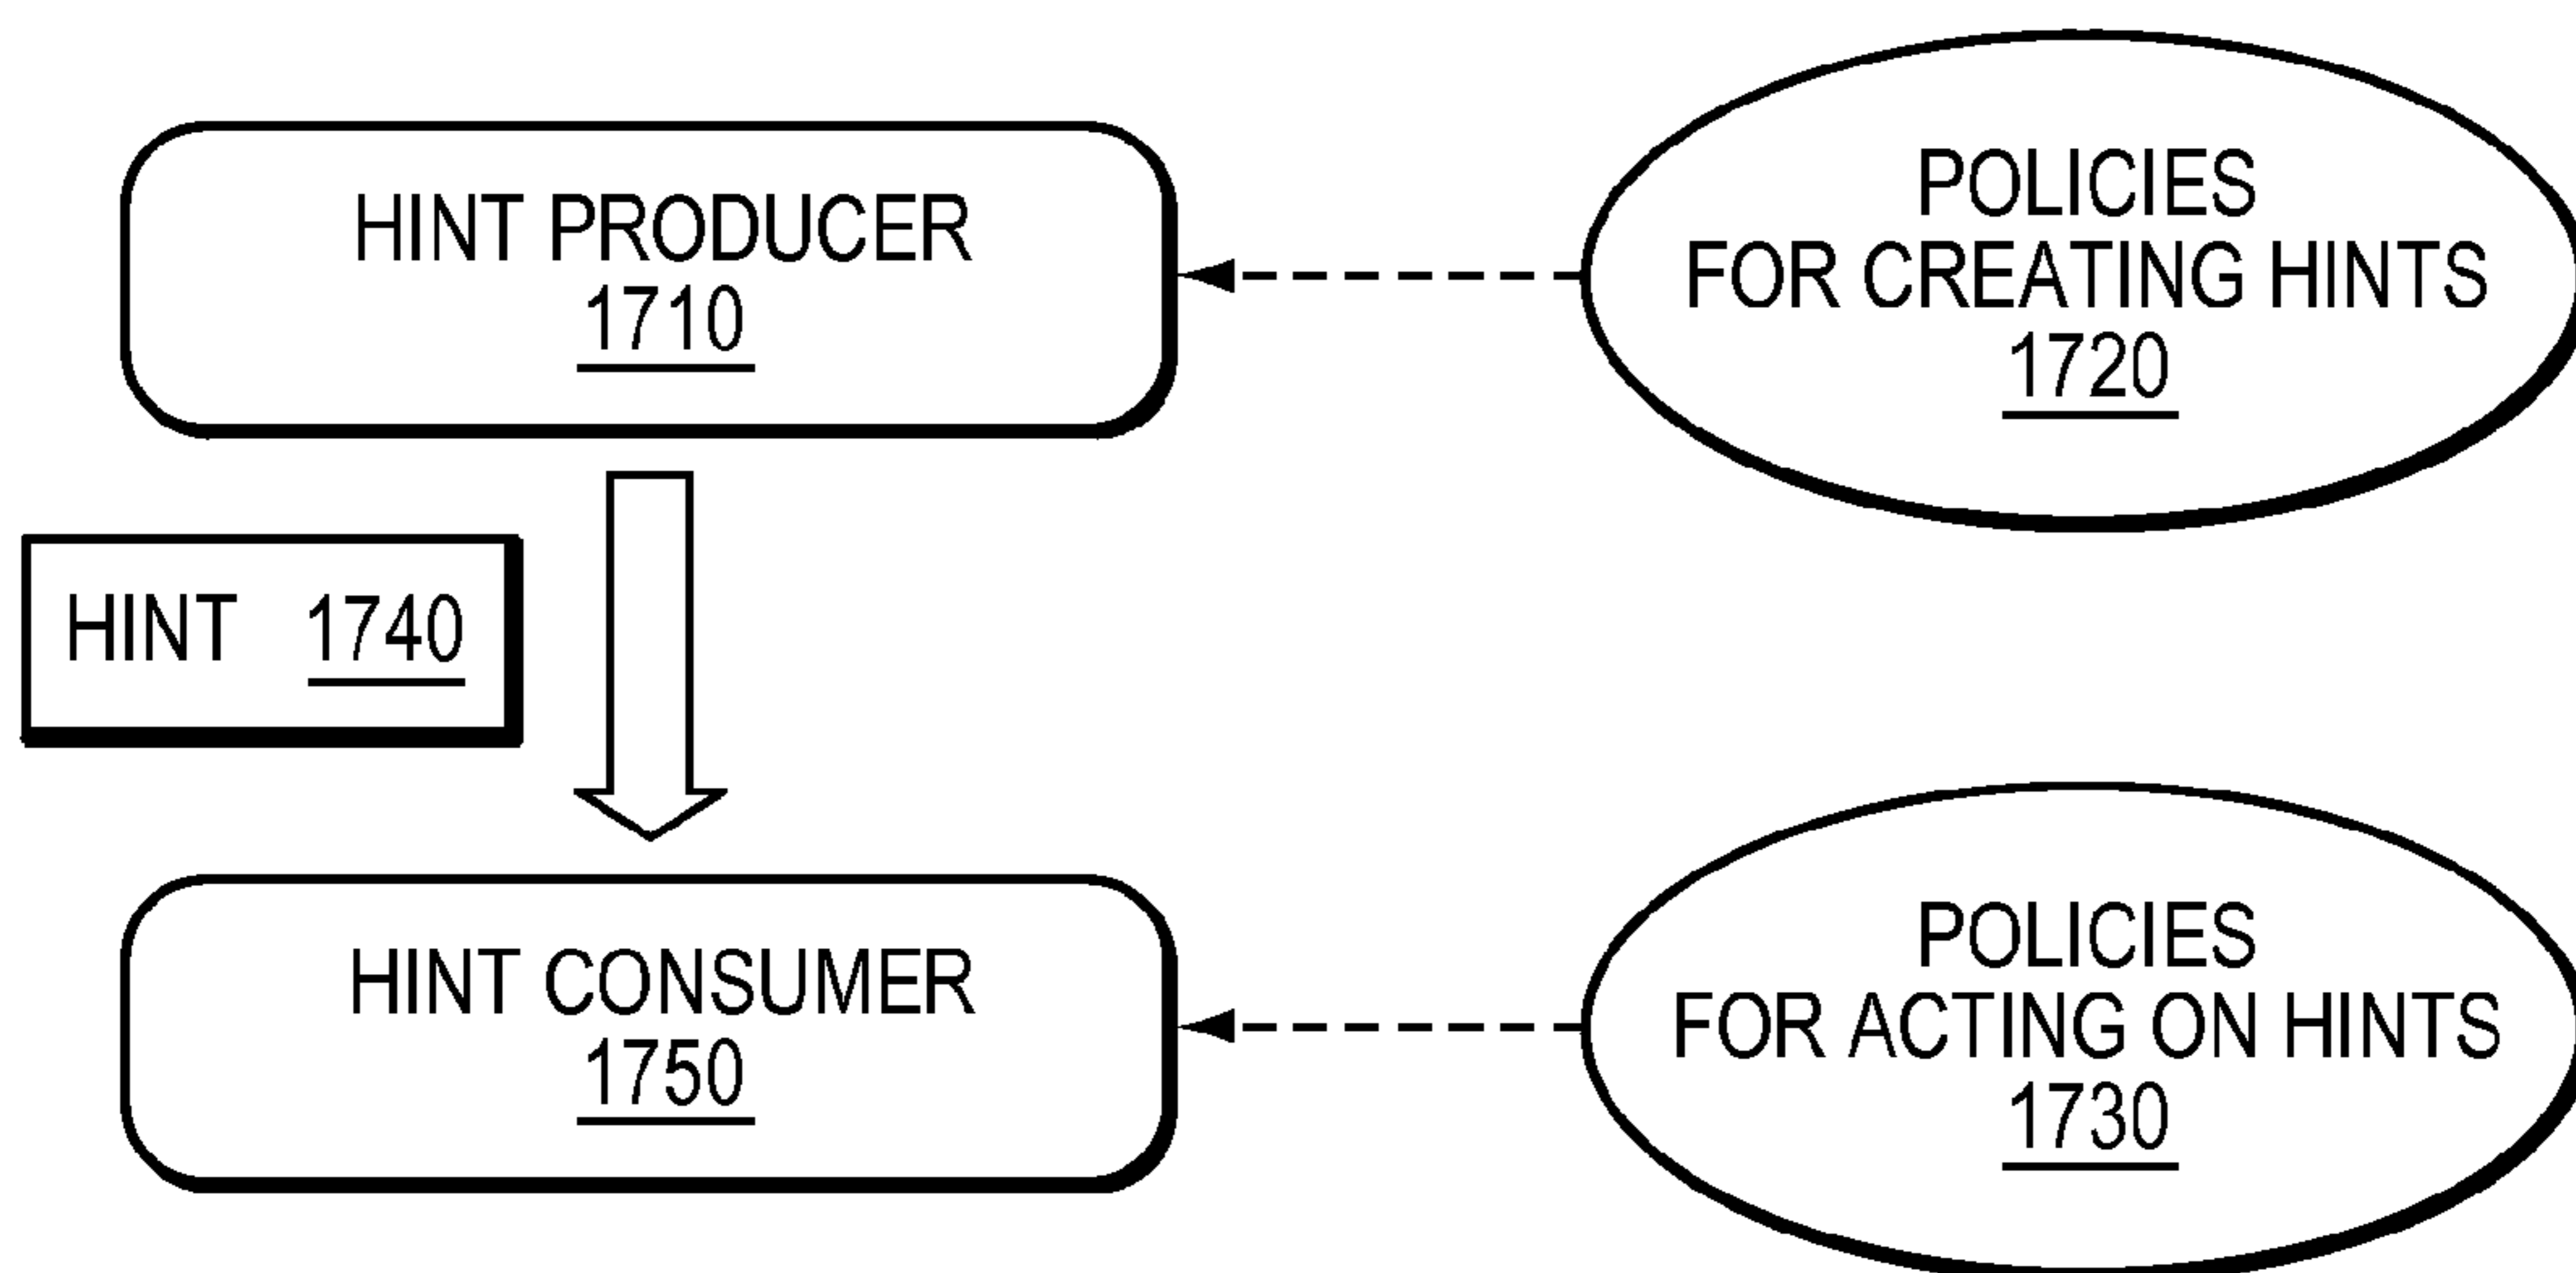 HINT PRODUCER
1710
POLICIES
FOR CREATING HINTS
1720
HINT 1740
HINT CONSUMER
1750
POLICIES
FOR ACTING ON HINTS
1730